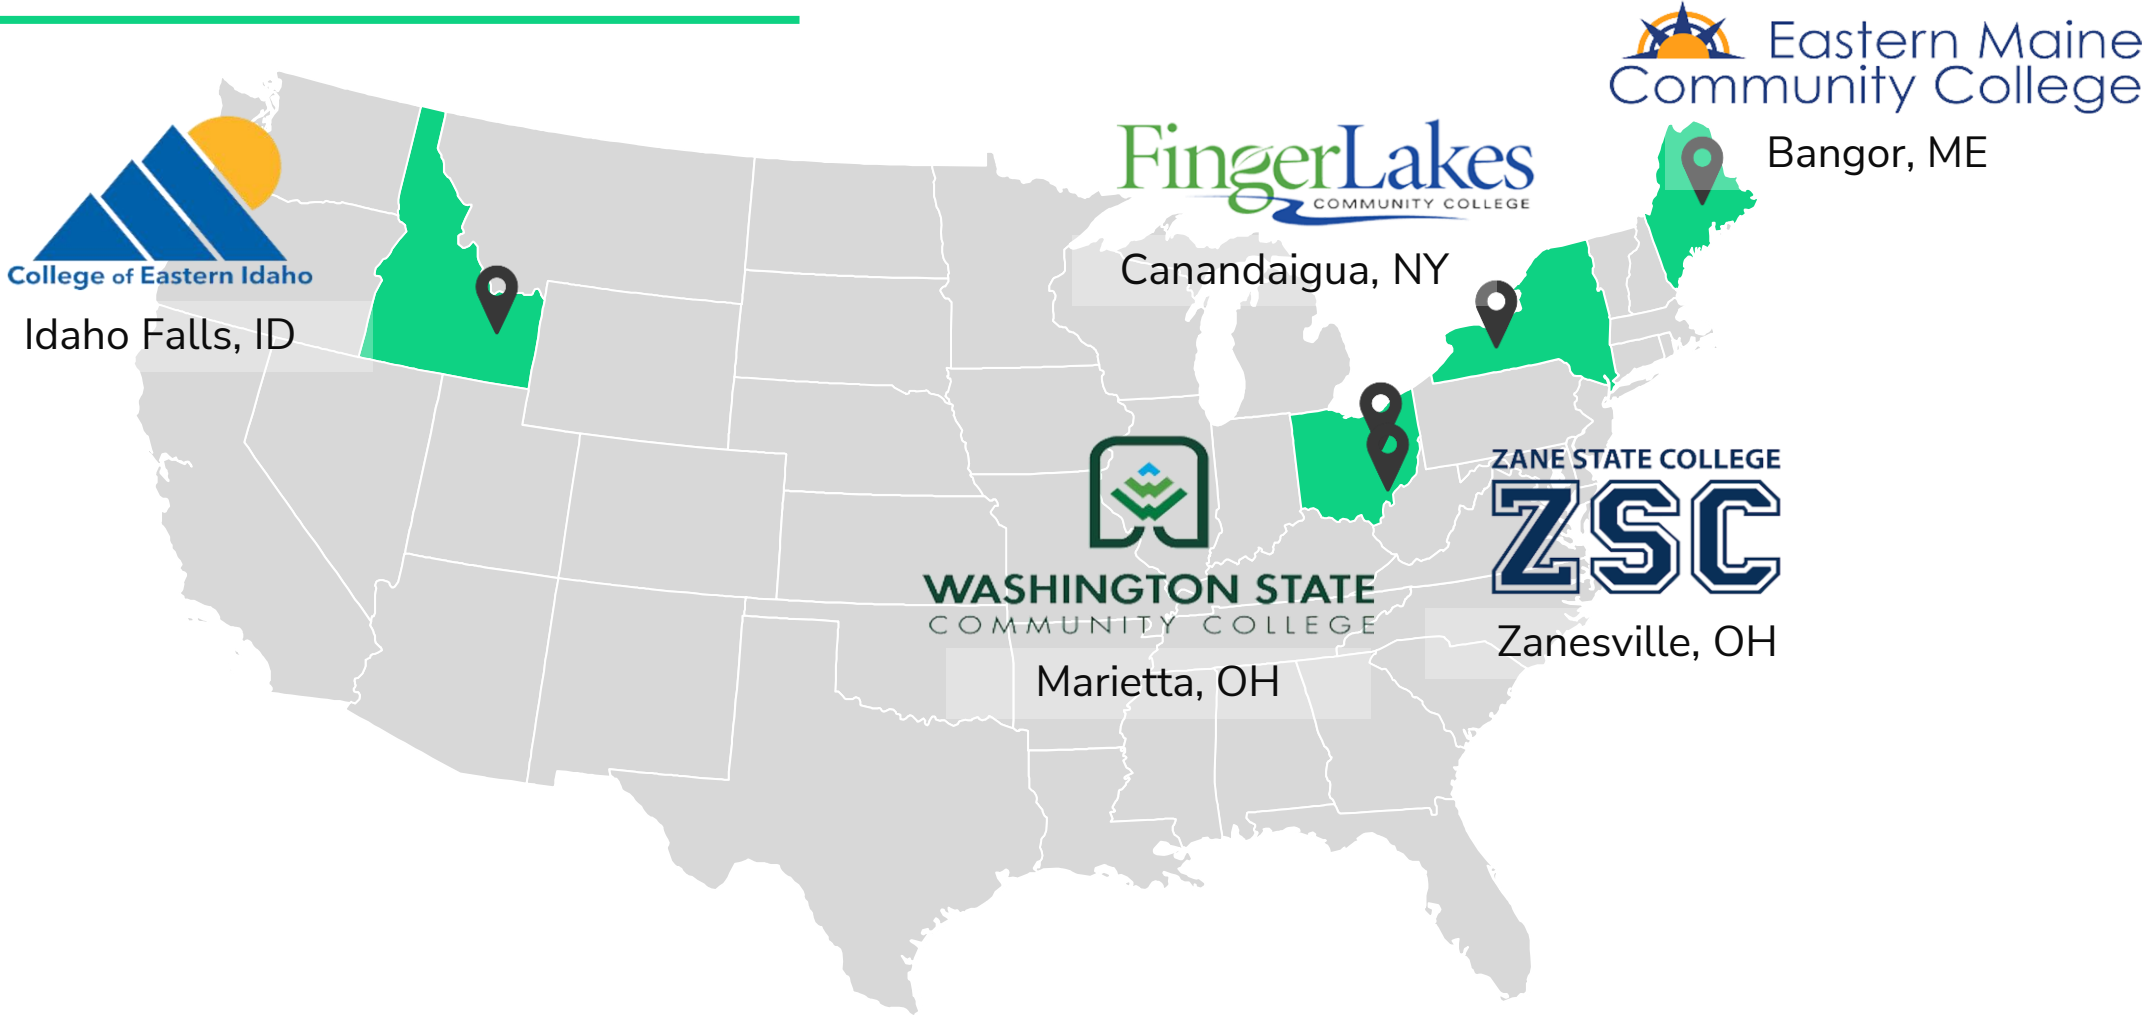 Eastern Maine
Community College
Bangor, ME
FingerLakes
COMMUNITY COLLEGE
Canandaigua, NY
College of Eastern Idaho
Idaho Falls, ID
ZANE STATE COLLEGE
ZSC
Zanesville, OH
WASHINGTON STATE
COMMUNITY COLLEGE
Marietta, OH